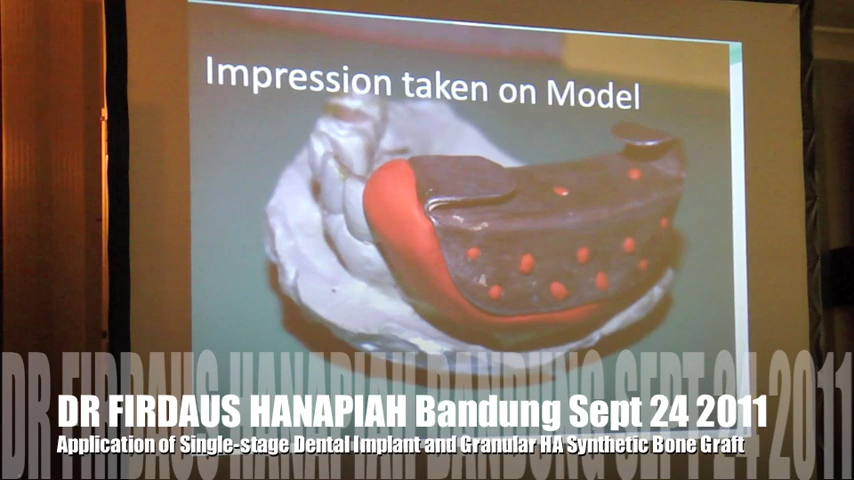 Impression taken on Model
DR FIRDAUS HANAPIAH BANDUNG SEPT 24 2011
DR FIRDAUS HANAPIAH Bandung Sept 24 2011
Application of Single-stage Dental Implant and Granular HA Synthetic Bone Graft